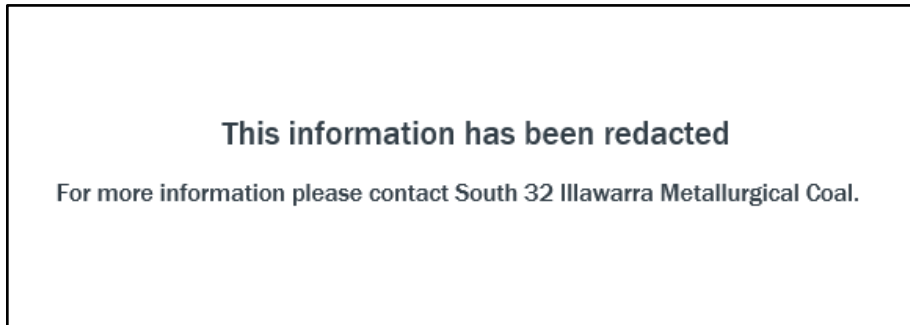 This information has been redacted
For more information please contact South 32 Illawarra Metallurgical Coal.